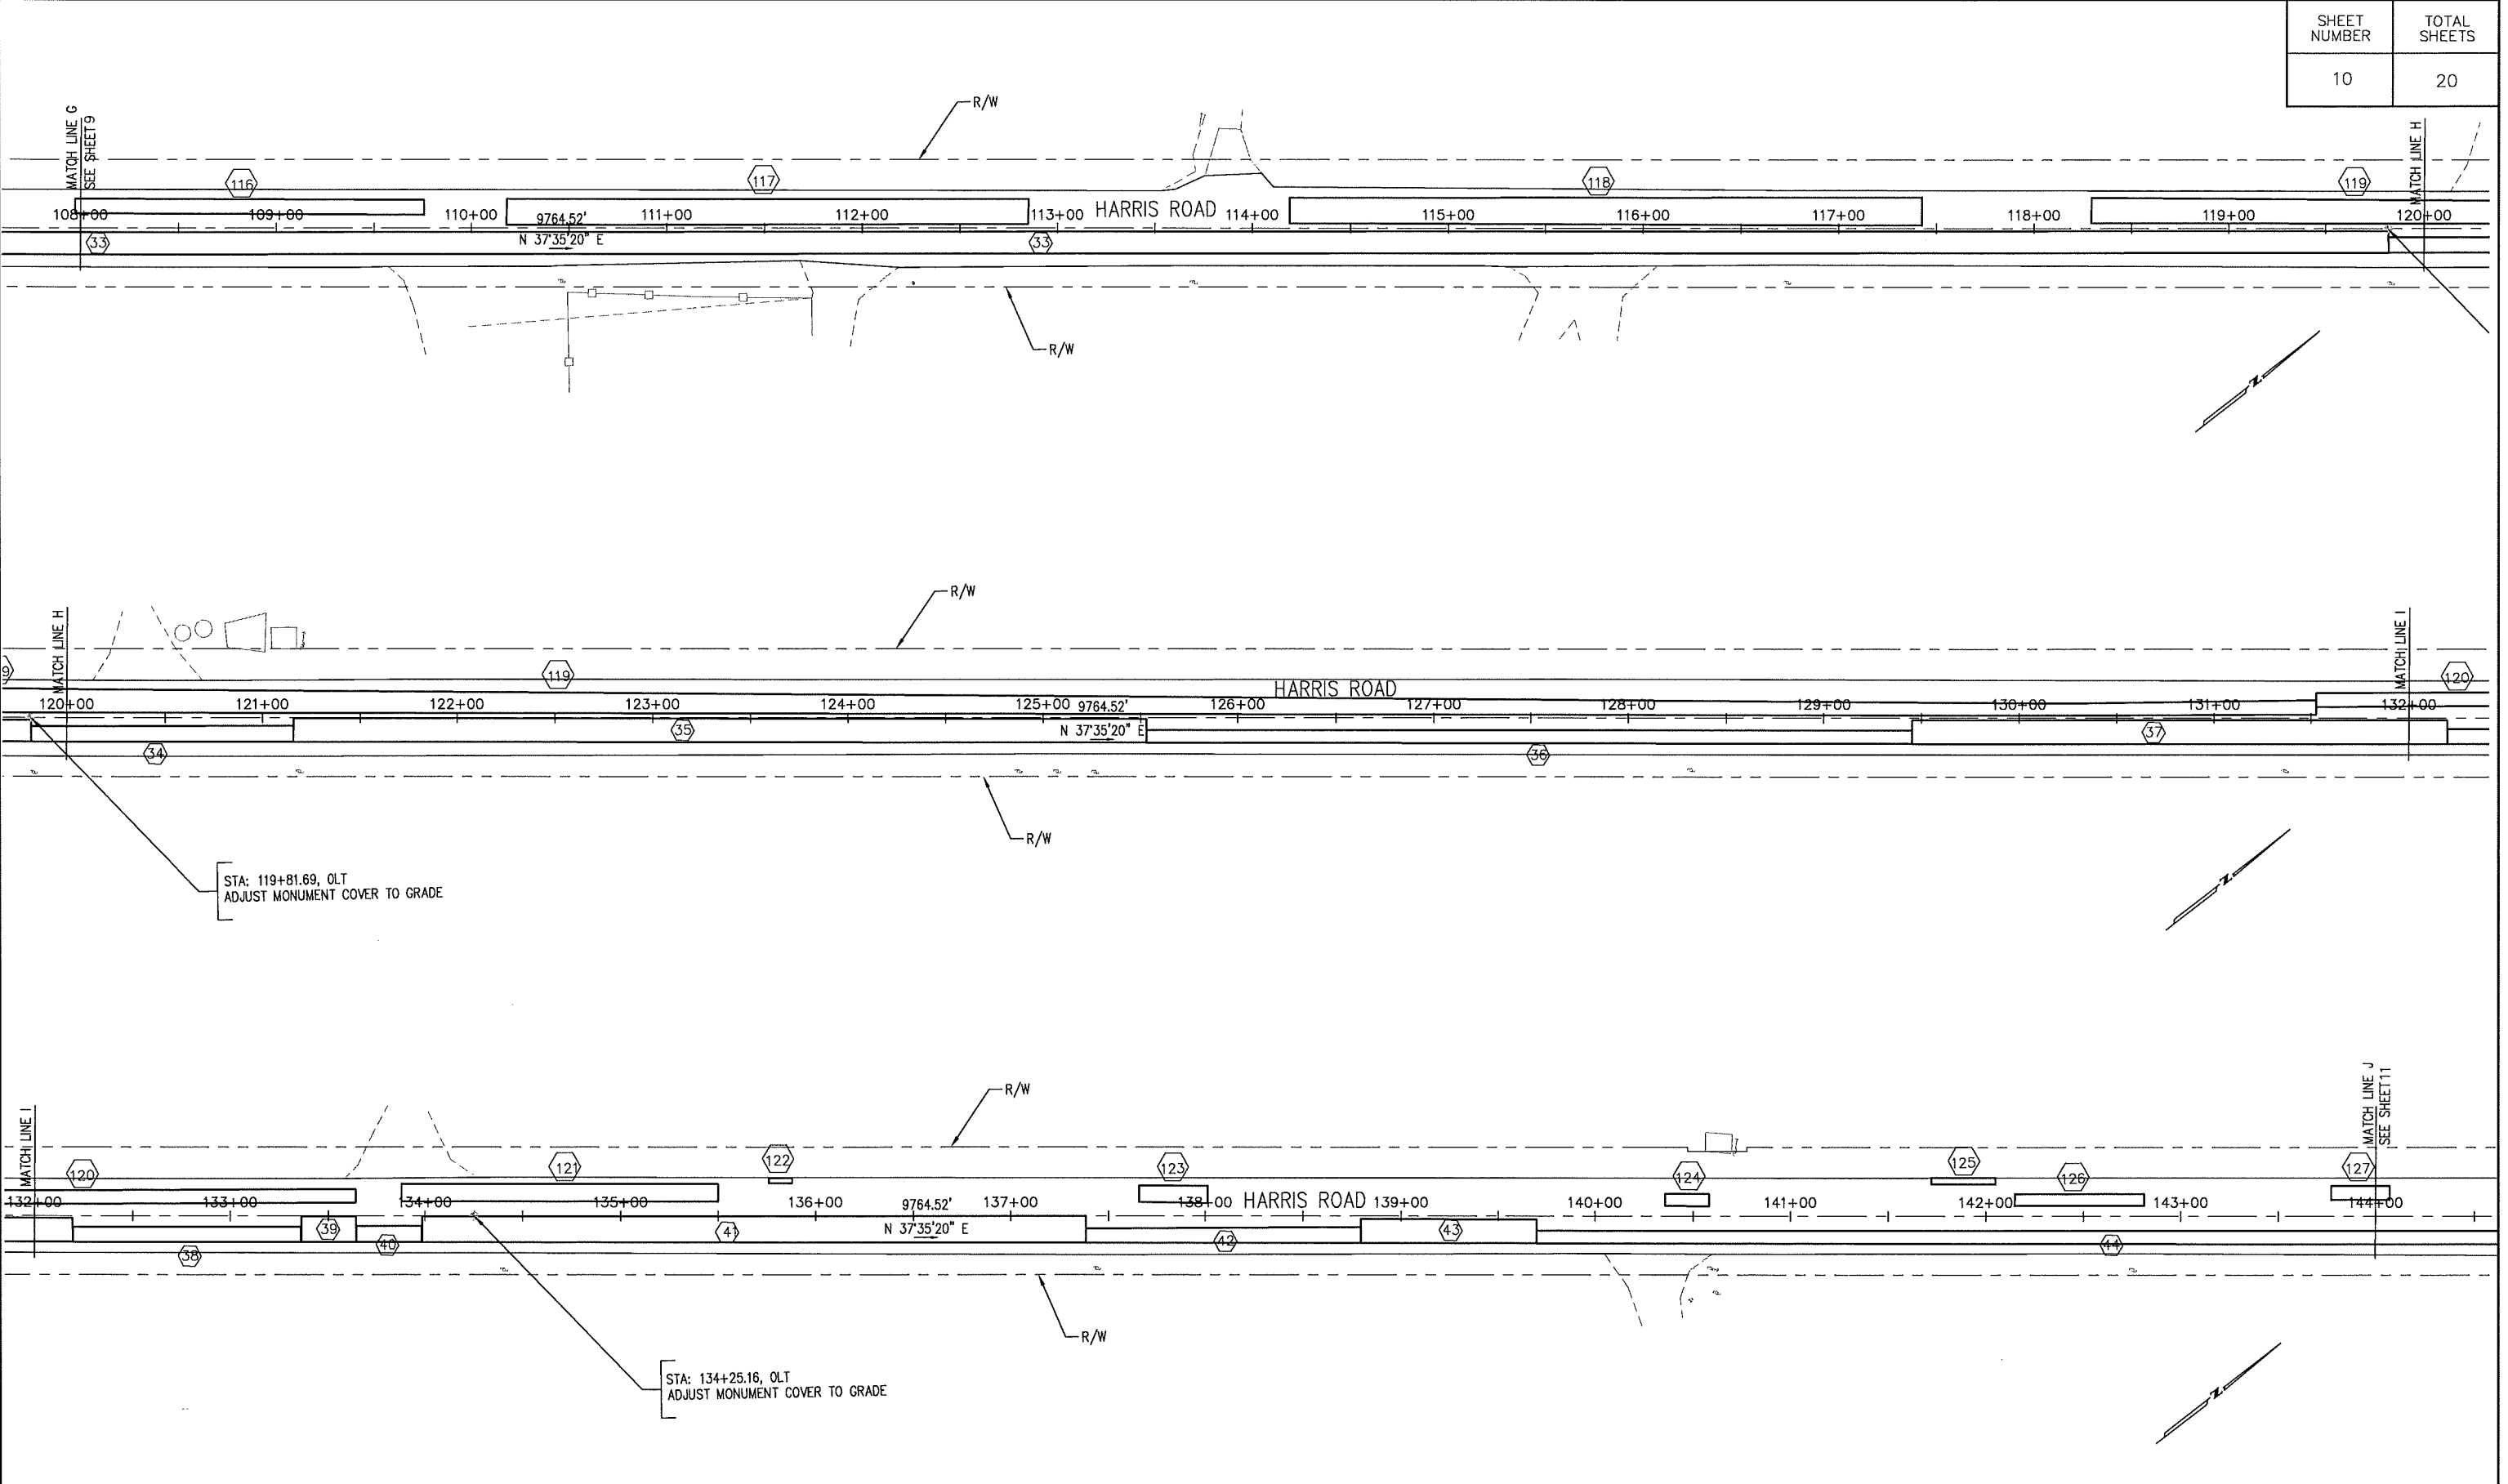 SHEET NUMBER
TOTAL SHEETS
10
20
MATCH LINE G
SEE SHEET 9
R/W
116
117
118
119
MATCH LINE H
108+00
109+00
110+00
9764.52'
111+00
112+00
113+00
HARRIS ROAD
114+00
115+00
116+00
117+00
118+00
119+00
120+00
33
N 37°35'20" E
33
R/W
N
MATCH LINE H
R/W
MATCH LINE I
9
119
HARRIS ROAD
120
120+00
121+00
122+00
123+00
124+00
125+00
9764.52'
126+00
127+00
128+00
129+00
130+00
131+00
132+00
34
35
N 37°35'20" E
36
37
R/W
STA: 119+81.69, 0LT
ADJUST MONUMENT COVER TO GRADE
N
MATCH LINE I
R/W
MATCH LINE J
SEE SHEET 11
120
121
122
123
124
125
126
127
132+00
133+00
134+00
135+00
136+00
9764.52'
137+00
138+00
HARRIS ROAD
139+00
140+00
141+00
142+00
143+00
144+00
38
39
40
41
N 37°35'20" E
42
43
44
R/W
STA: 134+25.16, 0LT
ADJUST MONUMENT COVER TO GRADE
N